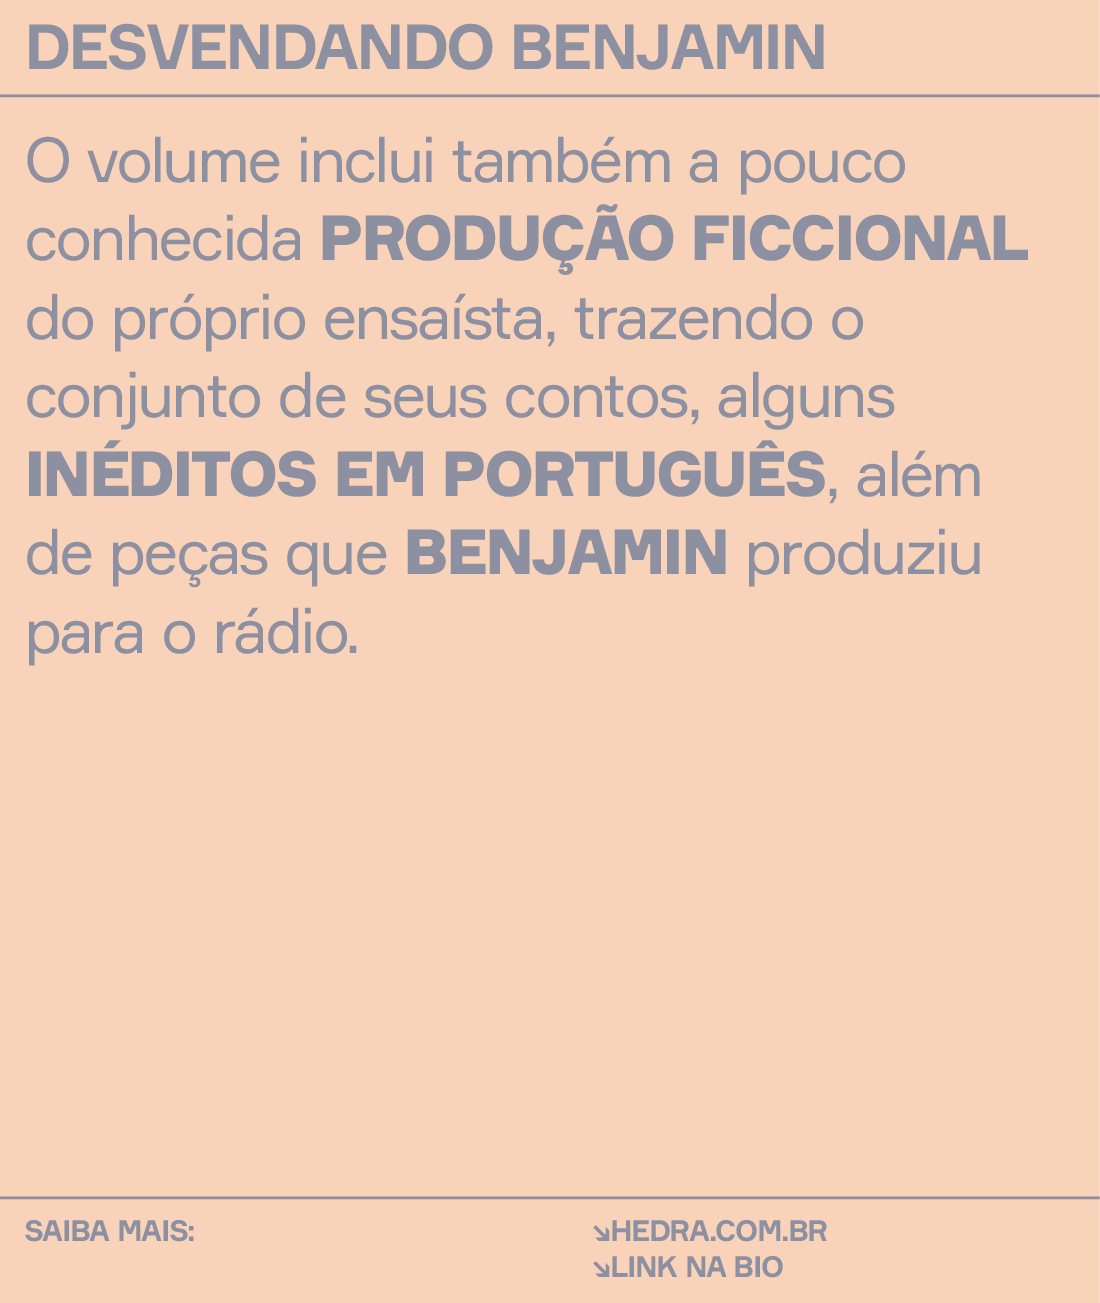 DESVENDANDO BENJAMIN
O volume inclui também a pouco
conhecida PRODUÇÃO FICCIONAL
do próprio ensaísta, trazendo o
conjunto de seus contos, alguns
INÉDITOS EM PORTUGUÊS, além
de peças que BENJAMIN produziu
para o rádio.
SAIBA MAIS:
↘HEDRA.COM.BR
↘LINK NA BIO